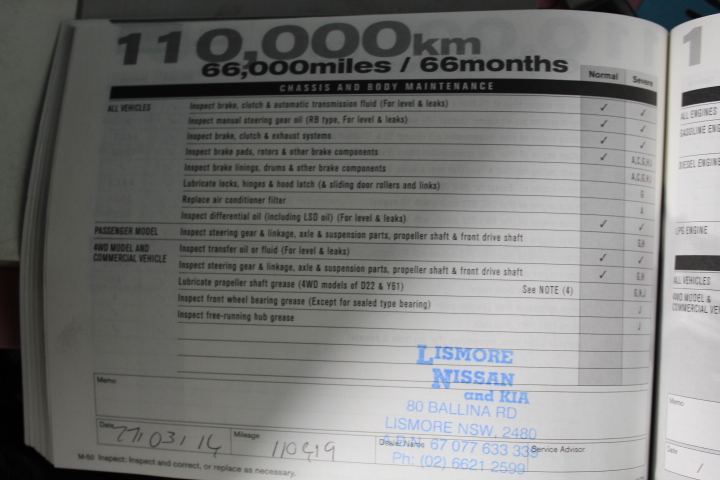 110,000km
66,000miles / 66months
CHASSIS AND BODY MAINTENANCE
Normal
Severe
ALL VEHICLES
Inspect brake, clutch & automatic transmission fluid (For level & leaks)
Inspect manual steering gear oil (RB type, For level & leaks)
Inspect brake, clutch & exhaust systems
Inspect brake pads, rotors & other brake components
Inspect brake linings, drums & other brake components
A,C,G,H,I
Lubricate locks, hinges & hood latch (& sliding door rollers and links)
A,C,G,H,I
Replace air conditioner filter
G
Inspect differential oil (including LSD oil) (For level & leaks)
PASSENGER MODEL
Inspect steering gear & linkage, axle & suspension parts, propeller shaft & front drive shaft
G,H
4WD MODEL AND COMMERCIAL VEHICLE
Inspect transfer oil or fluid (For level & leaks)
Inspect steering gear & linkage, axle & suspension parts, propeller shaft & front drive shaft
G,H
Lubricate propeller shaft grease (4WD models of D22 & Y61)
See NOTE (4)
G,H,J
Inspect front wheel bearing grease (Except for sealed type bearing)
J
Inspect free-running hub grease
J
LISMORE
NISSAN
and KIA
80 BALLINA RD
LISMORE NSW, 2480
67 077 633 339
Ph: (02) 6621 2599
Memo
Date
27/03/14
Mileage
110419
Dealer Name
Service Advisor
M-50 Inspect: Inspect and correct, or replace as necessary.
1
ALL ENGINES
GASOLINE ENG
DIESEL ENGINE
LPG ENGINE
ALL VEHICLES
4WD MODEL &
COMMERCIAL VEH
Memo
Date
/